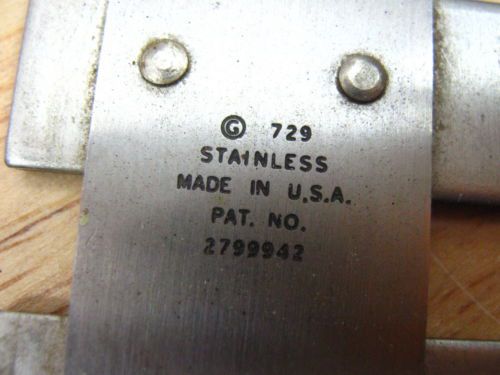 Ⓖ 729
STAINLESS
MADE IN U.S.A.
PAT. NO.
2799942